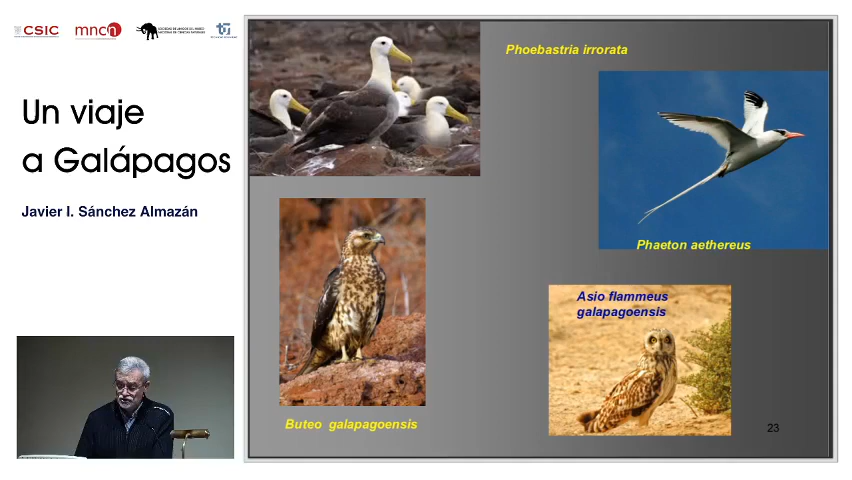 CSIC
mncn
Un viaje
a Galápagos
Javier I. Sánchez Almazán
Phoebastria irrorata
Phaeton aethereus
Asio flammeus
galapagoensis
Buteo galapagoensis
23